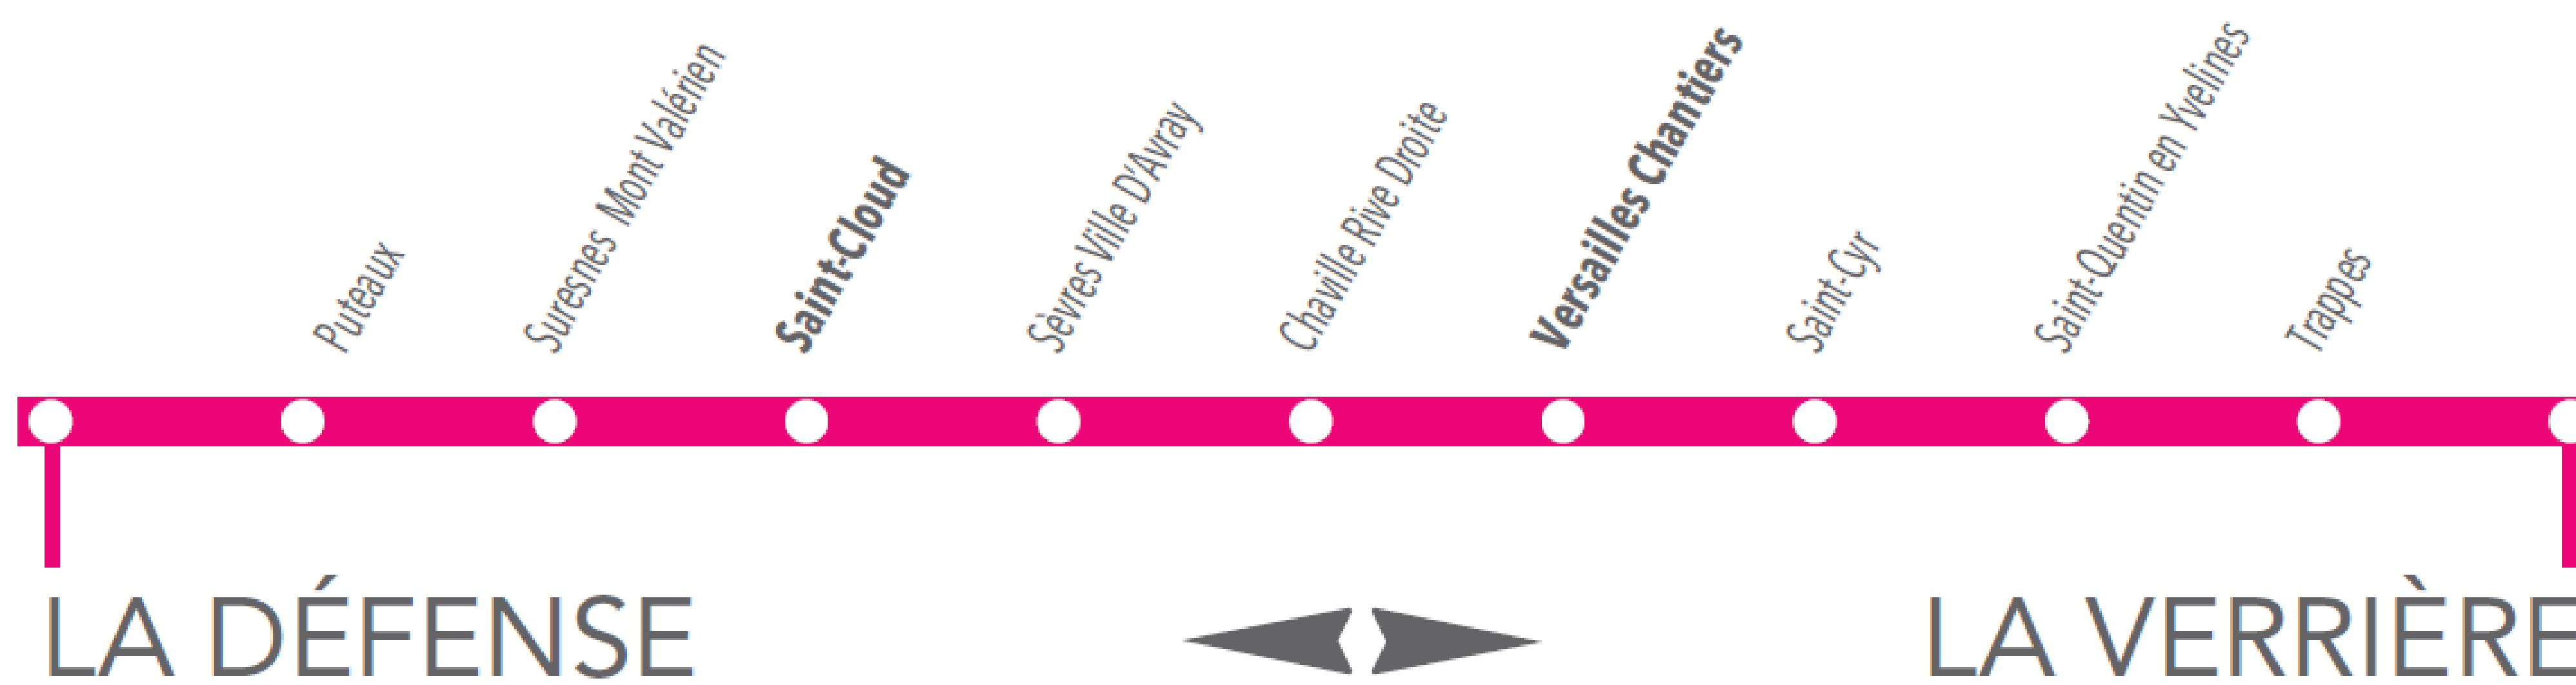 Puteaux
Suresnes Mont Valérien
Saint-Cloud
Sèvres Ville D'Avray
Chaville Rive Droite
Versailles Chantiers
Saint-Cyr
Saint-Quentin en Yvelines
Trappes
LA DÉFENSE
LA VERRIÈRE